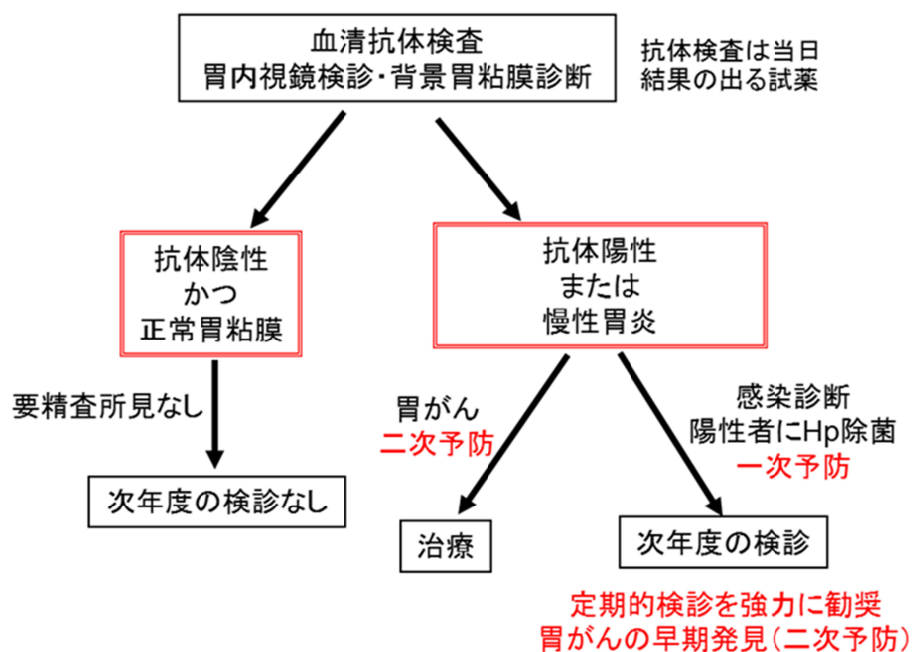 血清抗体検査
胃内視鏡検診・背景胃粘膜診断
抗体検査は当日
結果の出る試薬
抗体陰性
かつ
正常胃粘膜
抗体陽性
または
慢性胃炎
要精査所見なし
胃がん
二次予防
感染診断
陽性者にHp除菌
一次予防
次年度の検診なし
治療
次年度の検診
定期的検診を強力に勧奨
胃がんの早期発見(二次予防)